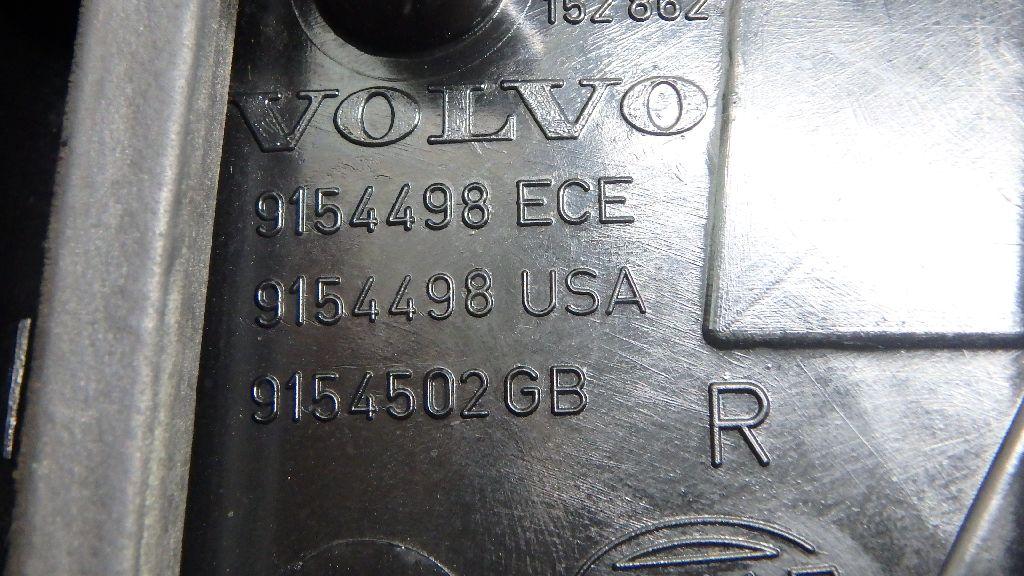 152 862
VOLVO
9154498 ECE
9154498 USA
9154502 GB
R